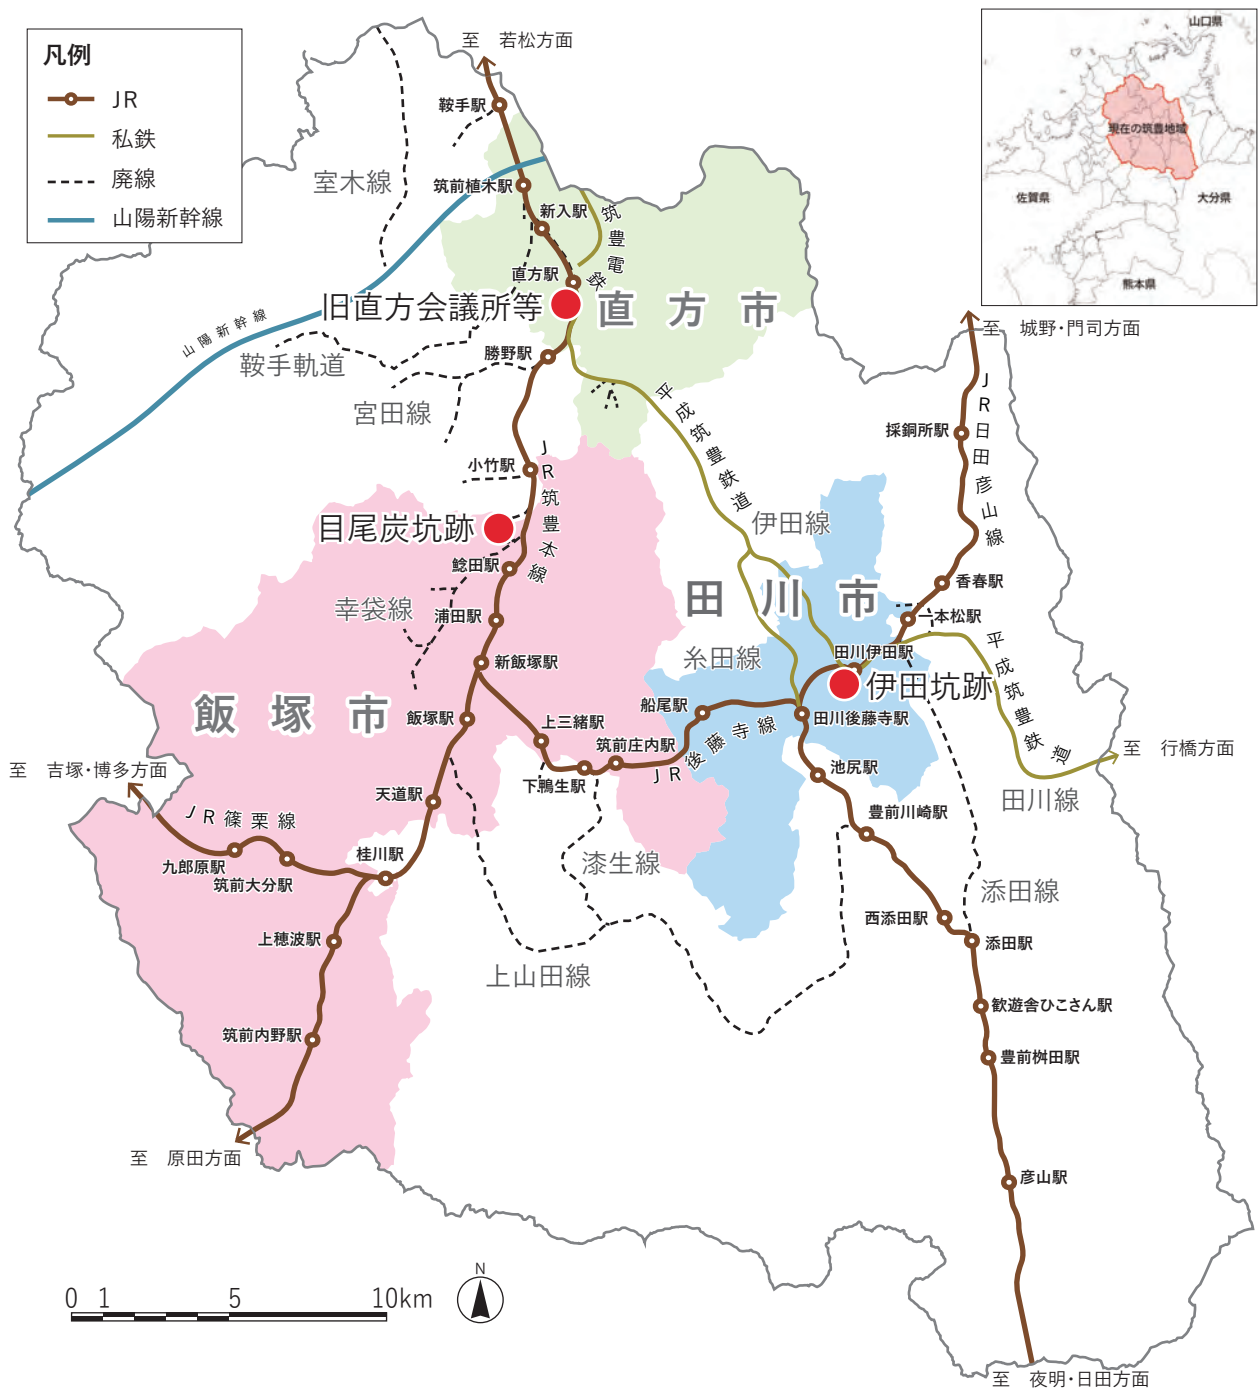 凡例
JR
私鉄
廃線
山陽新幹線
山口県
現在の筑豊地域
佐賀県
大分県
熊本県
至 若松方面
鞍手駅
室木線
筑前植木駅
新入駅
筑豊電鉄
直方駅
旧直方会議所等
直方市
山陽新幹線
鞍手軌道
勝野駅
宮田線
至 城野・門司方面
JR日田彦山線
採銅所駅
平成筑豊鉄道
小竹駅
JR筑豊本線
目尾炭坑跡
伊田線
鯰田駅
幸袋線
浦田駅
田川市
香春駅
一本松駅
田川伊田駅
平成筑豊鉄道
糸田線
新飯塚駅
伊田坑跡
飯塚市
飯塚駅
上三緒駅
船尾駅
田川後藤寺駅
筑前庄内駅
JR後藤寺線
下鴨生駅
池尻駅
至 行橋方面
田川線
至 吉塚・博多方面
天道駅
豊前川崎駅
JR篠栗線
九郎原駅
筑前大分駅
桂川駅
漆生線
添田線
西添田駅
添田駅
上穂波駅
上山田線
歓遊舎ひこさん駅
筑前内野駅
豊前桝田駅
至 原田方面
彦山駅
0 1 5 10km
N
至 夜明・日田方面